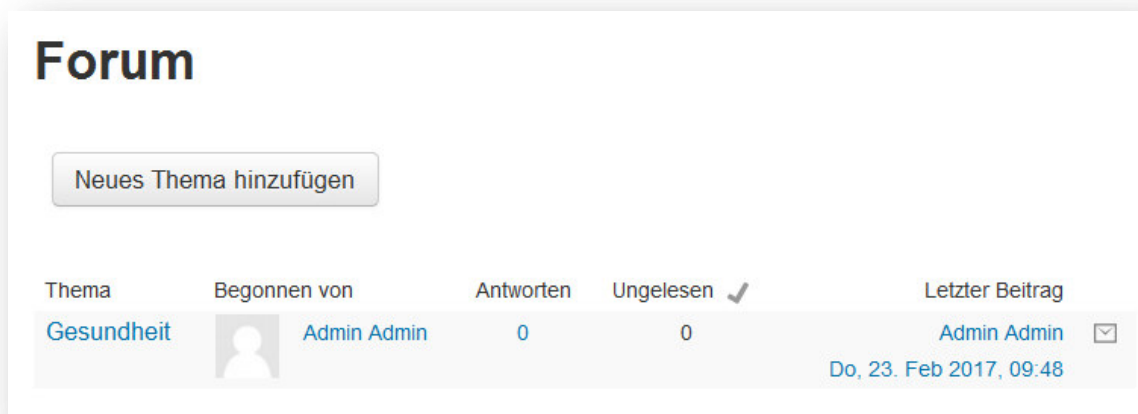 Forum
Neues Thema hinzufügen
Thema Begonnen von Antworten Ungelesen Letzter Beitrag
Gesundheit Admin Admin 0 0 Admin Admin
Do, 23. Feb 2017, 09:48